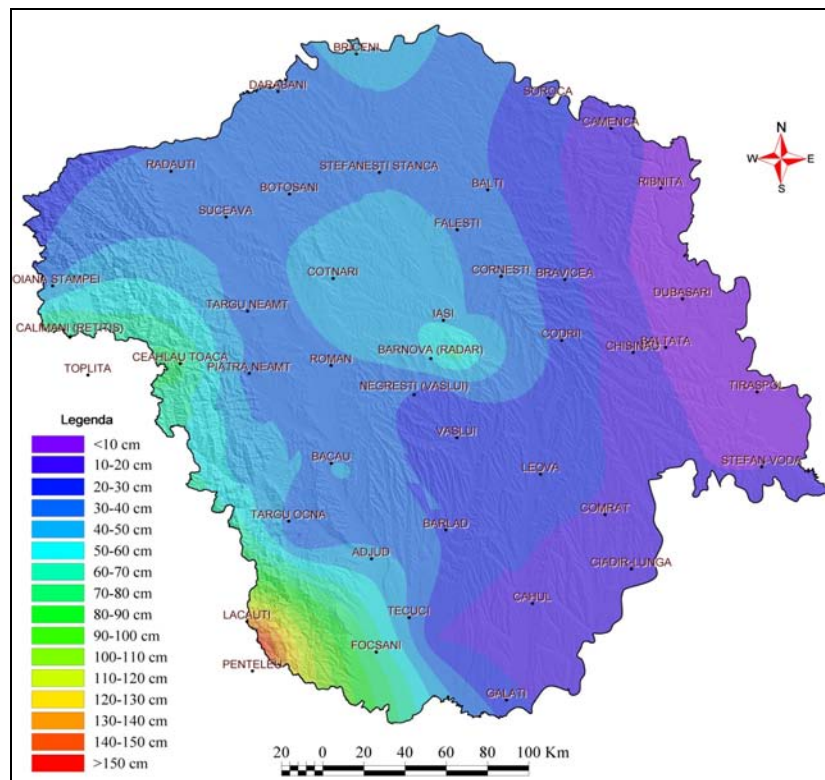 BRICENI
DARABANI
SOROCA
CAMENCA
N
W E
S
RADAUTI
STEFANESTI STANCA
BOTOSANI
BALTI
RIBNITA
SUCEAVA
FALESTI
OIANA STAMPEI
COTNARI
CORNESTI
BRAVICEA
DUBASARI
TARGU NEAMT
IASI
CALIMANI (RETITIS)
CODRII
CHISINAU
BALTATA
CEAHLAU TOACA
ROMAN
BARNOVA (RADAR)
TOPLITA
PIATRA NEAMT
NEGRESTI (VASLUI)
TIRASPOL
Legenda
VASLUI
<10 cm
10-20 cm
BACAU
LEOVA
STEFAN-VODA
20-30 cm
30-40 cm
40-50 cm
TARGU OCNA
BARLAD
COMRAT
50-60 cm
ADJUD
CIADIR-LUNGA
60-70 cm
70-80 cm
CAHUL
80-90 cm
LACAUTI
TECUCI
90-100 cm
FOCSANI
100-110 cm
PENTELEU
110-120 cm
GALATI
120-130 cm
130-140 cm
140-150 cm
>150 cm
20 0 20 40 60 80 100 Km